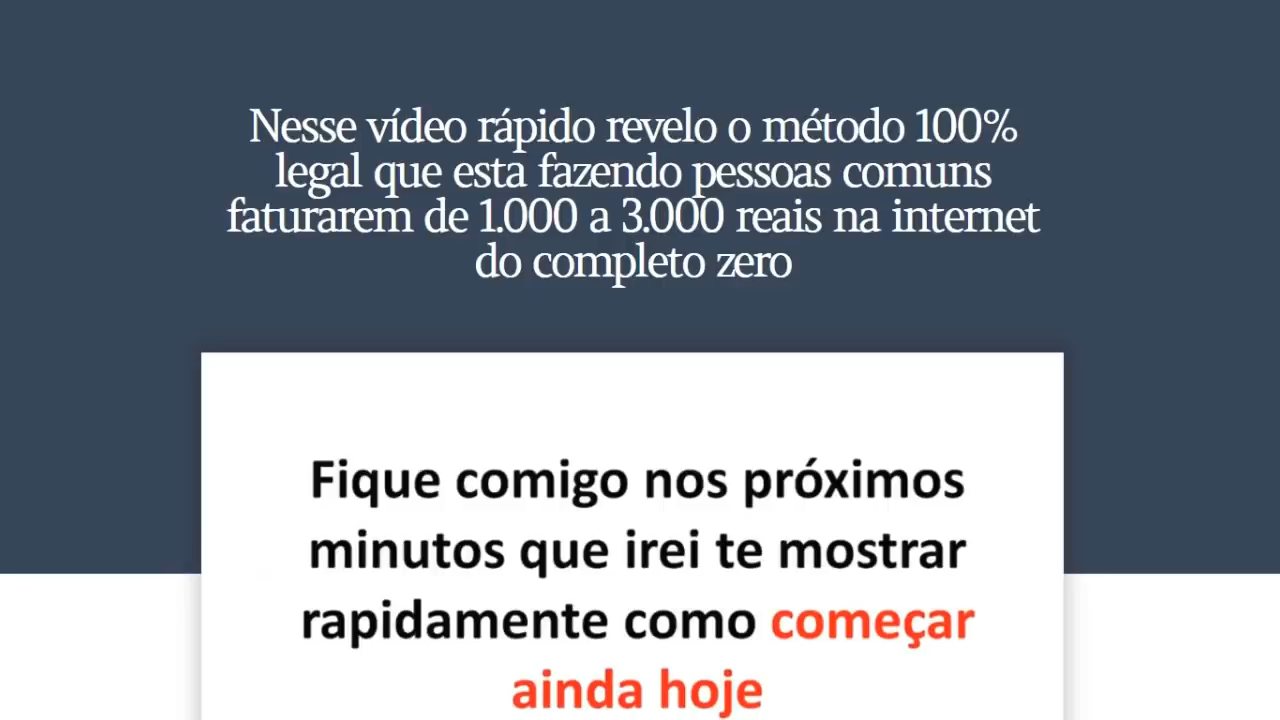 Nesse vídeo rápido revelo o método 100%
legal que esta fazendo pessoas comuns
faturarem de 1.000 a 3.000 reais na internet
do completo zero
Fique comigo nos próximos
minutos que irei te mostrar
rapidamente como começar
ainda hoje